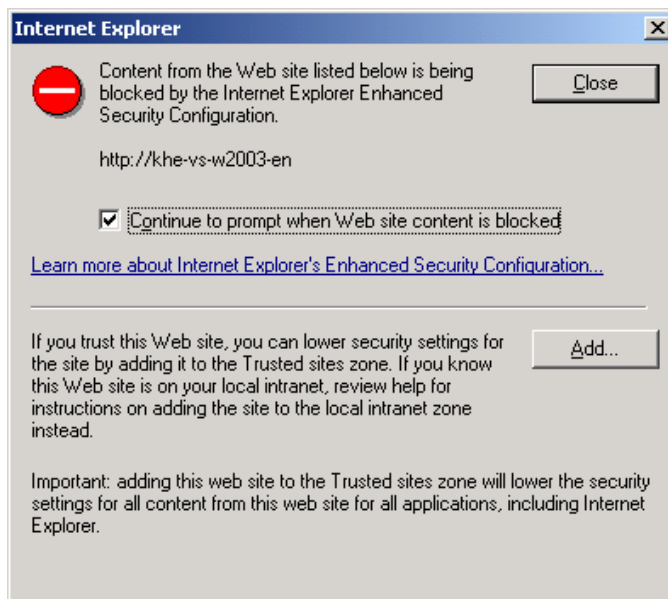 Internet Explorer
Content from the Web site listed below is being
blocked by the Internet Explorer Enhanced
Security Configuration.
Close
http://khe-vs-w2003-en
Continue to prompt when Web site content is blocked
Learn more about Internet Explorer's Enhanced Security Configuration...
If you trust this Web site, you can lower security settings for
the site by adding it to the Trusted sites zone. If you know
this Web site is on your local intranet, review help for
instructions on adding the site to the local intranet zone
instead.
Add...
Important: adding this web site to the Trusted sites zone will lower the security
settings for all content from this web site for all applications, including Internet
Explorer.